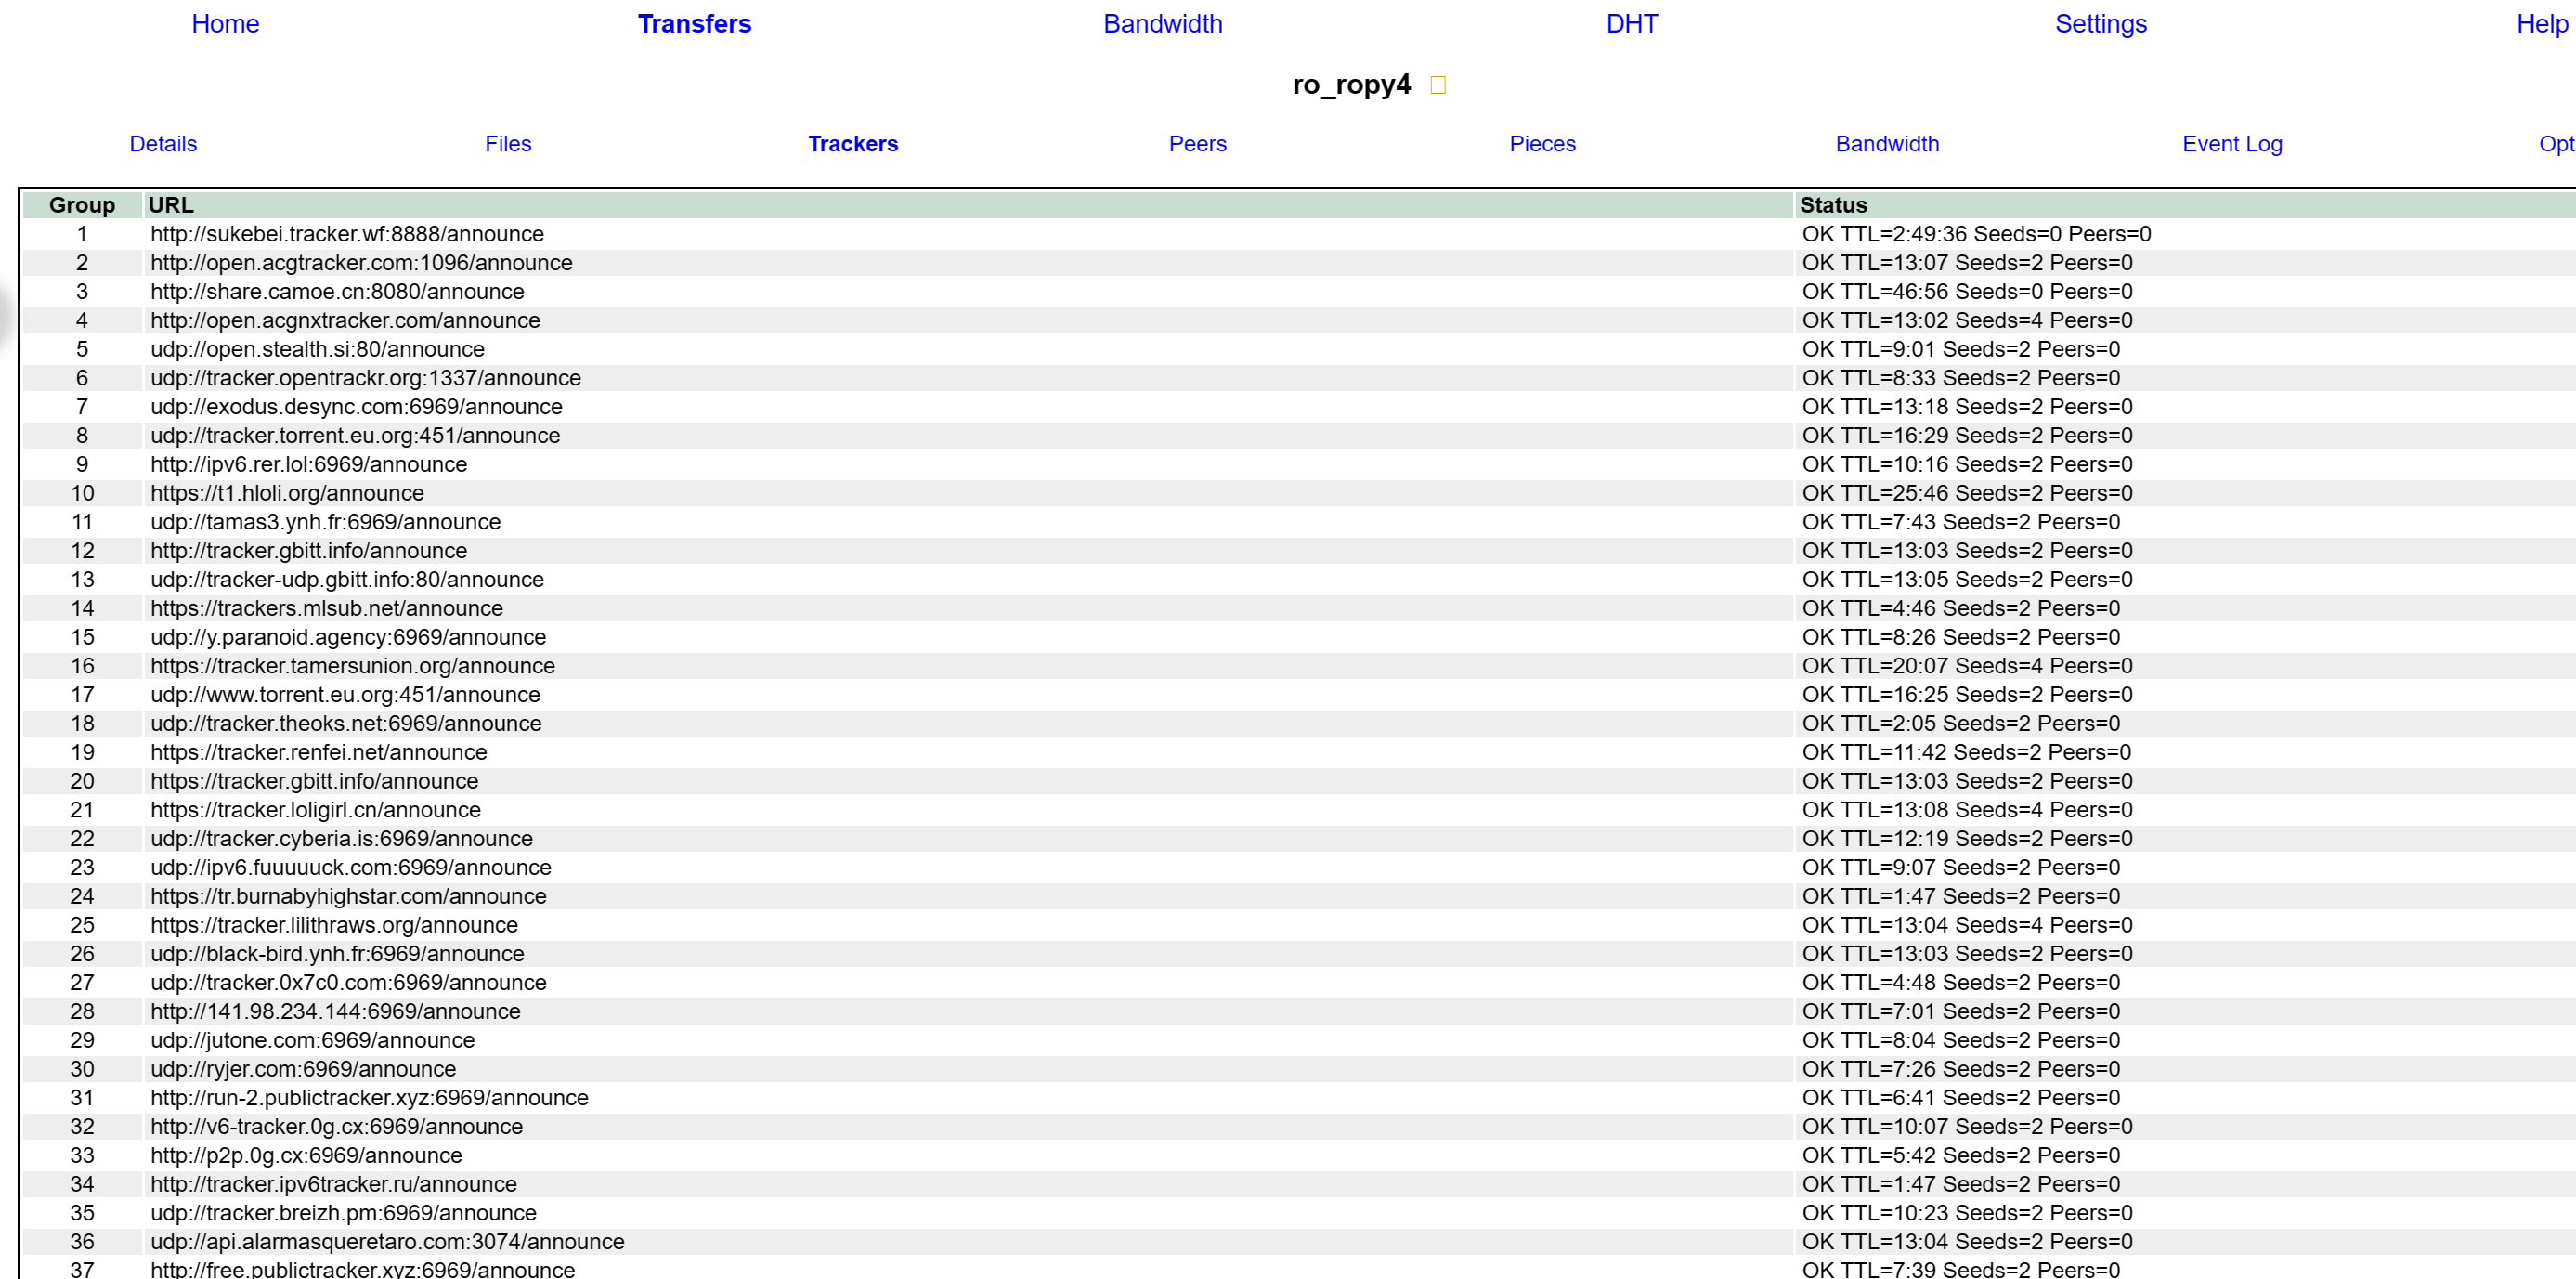 Home Transfers Bandwidth DHT Settings Help
ro_ropy4
Details Files Trackers Peers Pieces Bandwidth Event Log Opt
Group URL Status
1 http://sukebei.tracker.wf:8888/announce OK TTL=2:49:36 Seeds=0 Peers=0
2 http://open.acgtracker.com:1096/announce OK TTL=13:07 Seeds=2 Peers=0
3 http://share.camoe.cn:8080/announce OK TTL=46:56 Seeds=0 Peers=0
4 http://open.acgnxtracker.com/announce OK TTL=13:02 Seeds=4 Peers=0
5 udp://open.stealth.si:80/announce OK TTL=9:01 Seeds=2 Peers=0
6 udp://tracker.opentrackr.org:1337/announce OK TTL=8:33 Seeds=2 Peers=0
7 udp://exodus.desync.com:6969/announce OK TTL=13:18 Seeds=2 Peers=0
8 udp://tracker.torrent.eu.org:451/announce OK TTL=16:29 Seeds=2 Peers=0
9 http://ipv6.rer.lol:6969/announce OK TTL=10:16 Seeds=2 Peers=0
10 https://t1.hloli.org/announce OK TTL=25:46 Seeds=2 Peers=0
11 udp://tamas3.ynh.fr:6969/announce OK TTL=7:43 Seeds=2 Peers=0
12 http://tracker.gbitt.info/announce OK TTL=13:03 Seeds=2 Peers=0
13 udp://tracker-udp.gbitt.info:80/announce OK TTL=13:05 Seeds=2 Peers=0
14 https://trackers.mlsub.net/announce OK TTL=4:46 Seeds=2 Peers=0
15 udp://y.paranoid.agency:6969/announce OK TTL=8:26 Seeds=2 Peers=0
16 https://tracker.tamersunion.org/announce OK TTL=20:07 Seeds=4 Peers=0
17 udp://www.torrent.eu.org:451/announce OK TTL=16:25 Seeds=2 Peers=0
18 udp://tracker.theoks.net:6969/announce OK TTL=2:05 Seeds=2 Peers=0
19 https://tracker.renfei.net/announce OK TTL=11:42 Seeds=2 Peers=0
20 https://tracker.gbitt.info/announce OK TTL=13:03 Seeds=2 Peers=0
21 https://tracker.loligirl.cn/announce OK TTL=13:08 Seeds=4 Peers=0
22 udp://tracker.cyberia.is:6969/announce OK TTL=12:19 Seeds=2 Peers=0
23 udp://ipv6.fuuuuuck.com:6969/announce OK TTL=9:07 Seeds=2 Peers=0
24 https://tr.burnabyhighstar.com/announce OK TTL=1:47 Seeds=2 Peers=0
25 https://tracker.lilithraws.org/announce OK TTL=13:04 Seeds=4 Peers=0
26 udp://black-bird.ynh.fr:6969/announce OK TTL=13:03 Seeds=2 Peers=0
27 udp://tracker.0x7c0.com:6969/announce OK TTL=4:48 Seeds=2 Peers=0
28 http://141.98.234.144:6969/announce OK TTL=7:01 Seeds=2 Peers=0
29 udp://jutone.com:6969/announce OK TTL=8:04 Seeds=2 Peers=0
30 udp://ryjer.com:6969/announce OK TTL=7:26 Seeds=2 Peers=0
31 http://run-2.publictracker.xyz:6969/announce OK TTL=6:41 Seeds=2 Peers=0
32 http://v6-tracker.0g.cx:6969/announce OK TTL=10:07 Seeds=2 Peers=0
33 http://p2p.0g.cx:6969/announce OK TTL=5:42 Seeds=2 Peers=0
34 http://tracker.ipv6tracker.ru/announce OK TTL=1:47 Seeds=2 Peers=0
35 udp://tracker.breizh.pm:6969/announce OK TTL=10:23 Seeds=2 Peers=0
36 udp://api.alarmasqueretaro.com:3074/announce OK TTL=13:04 Seeds=2 Peers=0
37 http://free.publictracker.xyz:6969/announce OK TTL=7:39 Seeds=2 Peers=0